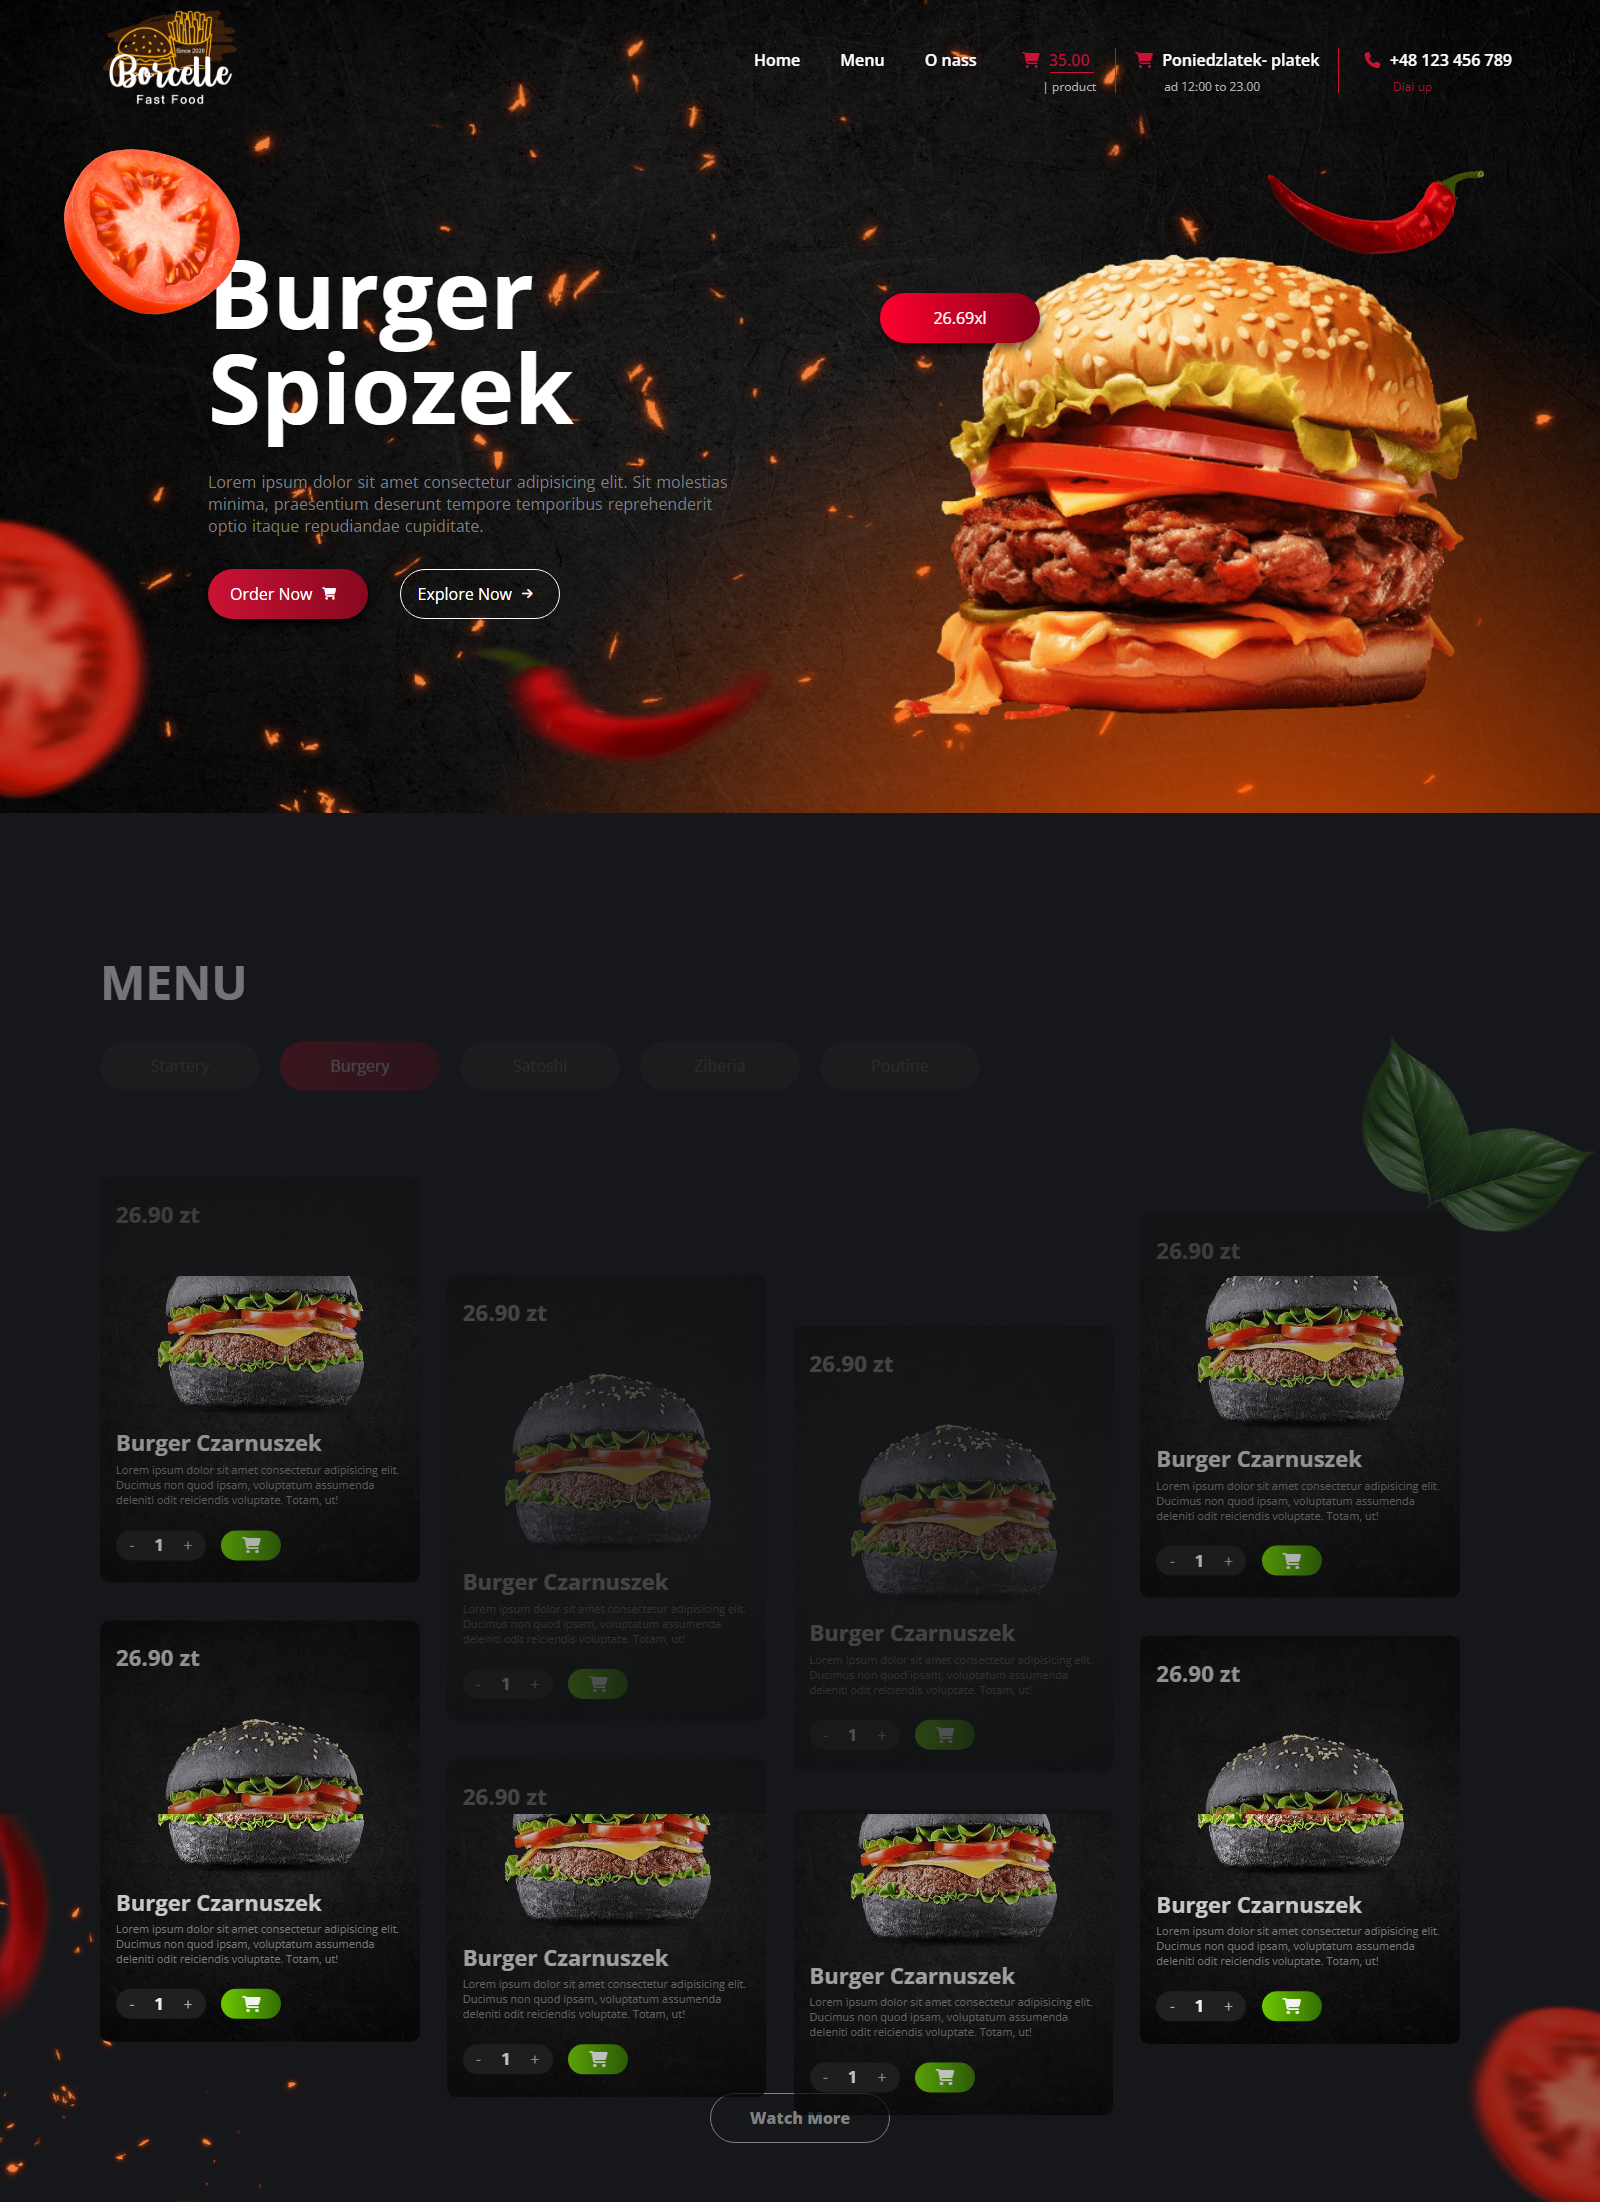 Since 2020
Borcelle
Fast Food
Home
Menu
O nass
35.00
| product
Poniedzlatek- platek
ad 12:00 to 23.00
+48 123 456 789
Dial up
Burger
Spiozek
26.69xl
Lorem ipsum dolor sit amet consectetur adipisicing elit. Sit molestias
minima, praesentium deserunt tempore temporibus reprehenderit
optio itaque repudiandae cupiditate.
Order Now
Explore Now
MENU
Startery
Burgery
Satoshi
Ziberia
Poutine
26.90 zt
Burger Czarnuszek
Lorem ipsum dolor sit amet consectetur adipisicing elit.
Ducimus non quod ipsam, voluptatum assumenda
deleniti odit reiciendis voluptate. Totam, ut!
- 1 +
26.90 zt
Burger Czarnuszek
Lorem ipsum dolor sit amet consectetur adipisicing elit.
Ducimus non quod ipsam, voluptatum assumenda
deleniti odit reiciendis voluptate. Totam, ut!
- 1 +
26.90 zt
Burger Czarnuszek
Lorem ipsum dolor sit amet consectetur adipisicing elit.
Ducimus non quod ipsam, voluptatum assumenda
deleniti odit reiciendis voluptate. Totam, ut!
- 1 +
26.90 zt
Burger Czarnuszek
Lorem ipsum dolor sit amet consectetur adipisicing elit.
Ducimus non quod ipsam, voluptatum assumenda
deleniti odit reiciendis voluptate. Totam, ut!
- 1 +
26.90 zt
Burger Czarnuszek
Lorem ipsum dolor sit amet consectetur adipisicing elit.
Ducimus non quod ipsam, voluptatum assumenda
deleniti odit reiciendis voluptate. Totam, ut!
- 1 +
26.90 zt
Burger Czarnuszek
Lorem ipsum dolor sit amet consectetur adipisicing elit.
Ducimus non quod ipsam, voluptatum assumenda
deleniti odit reiciendis voluptate. Totam, ut!
- 1 +
Burger Czarnuszek
Lorem ipsum dolor sit amet consectetur adipisicing elit.
Ducimus non quod ipsam, voluptatum assumenda
deleniti odit reiciendis voluptate. Totam, ut!
- 1 +
26.90 zt
Burger Czarnuszek
Lorem ipsum dolor sit amet consectetur adipisicing elit.
Ducimus non quod ipsam, voluptatum assumenda
deleniti odit reiciendis voluptate. Totam, ut!
- 1 +
Watch More